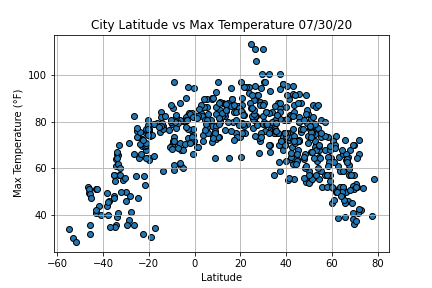 City Latitude vs Max Temperature 07/30/20
100
80
60
40
Max Temperature (°F)
−60 −40 −20 0 20 40 60 80
Latitude